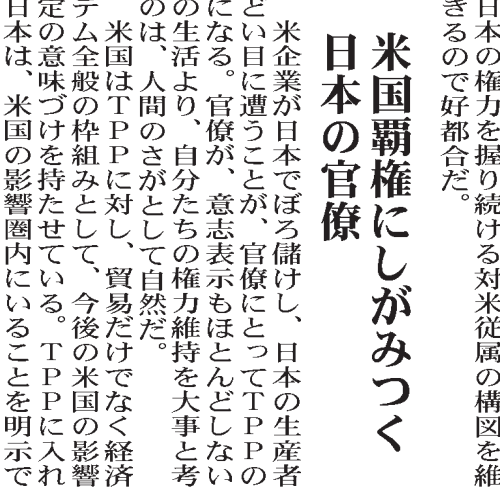 日本の権力を握り続ける対米従属の構図を維
きるので好都合だ。
米国覇権にしがみつく
日本の官僚
米企業が日本でぼろ儲けし、日本の生産者
どい目に遭うことが、官僚にとってTPPの
になる。官僚が、意志表示もほとんどしない
の生活より、自分たちの権力維持を大事と考
のは、人間のさがとして自然だ。
米国はTPPに対し、貿易だけでなく経済
テム全般の枠組みとして、今後の米国の影響
定の意味づけを持たせている。TPPに入れ
日本は、米国の影響圏内にいることを明示で